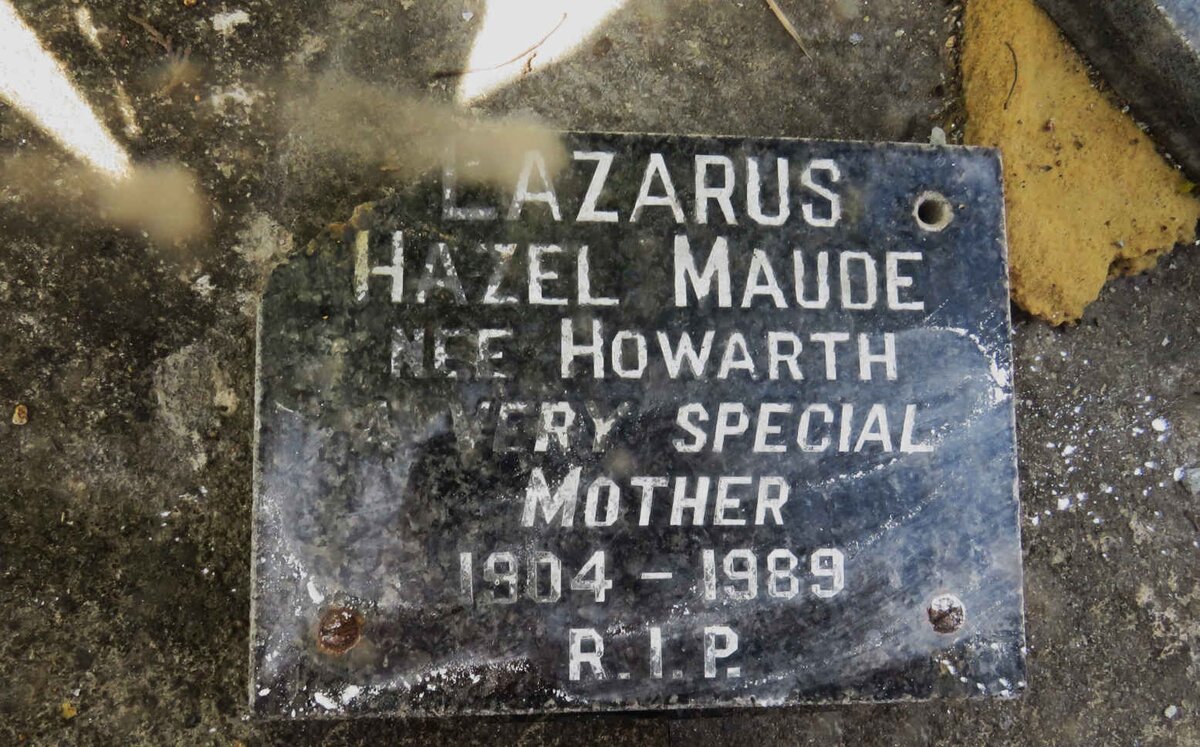 LAZARUS
HAZEL MAUDE
NEE HOWARTH
A VERY SPECIAL
MOTHER
1904 - 1989
R.I.P.